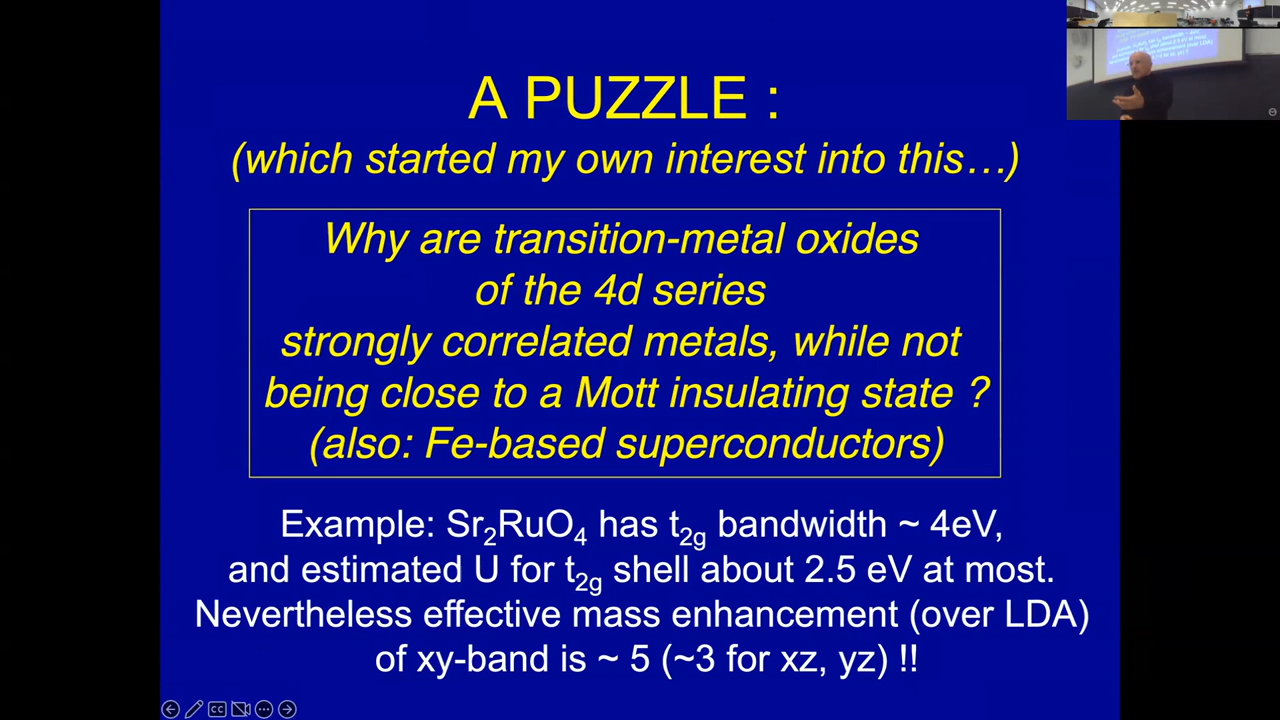 A PUZZLE :
(which started my own interest into this…)
Why are transition-metal oxides
of the 4d series
strongly correlated metals, while not
being close to a Mott insulating state ?
(also: Fe-based superconductors)
Example: Sr₂RuO₄ has t₂g bandwidth ~ 4eV,
and estimated U for t₂g shell about 2.5 eV at most.
Nevertheless effective mass enhancement (over LDA)
of xy-band is ~ 5 (~3 for xz, yz) !!
CC